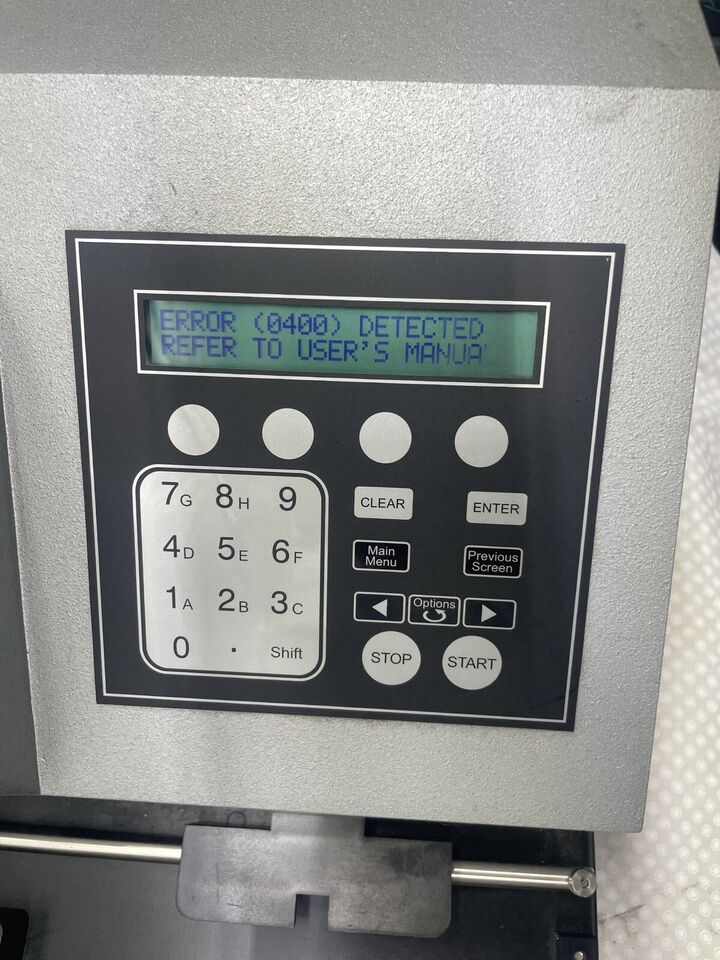 ERROR (0400) DETECTED
REFER TO USER'S MANUA
7G 8H 9
CLEAR ENTER
4D 5E 6F
Main Menu
Previous Screen
1A 2B 3C
Options
0 . Shift
STOP START